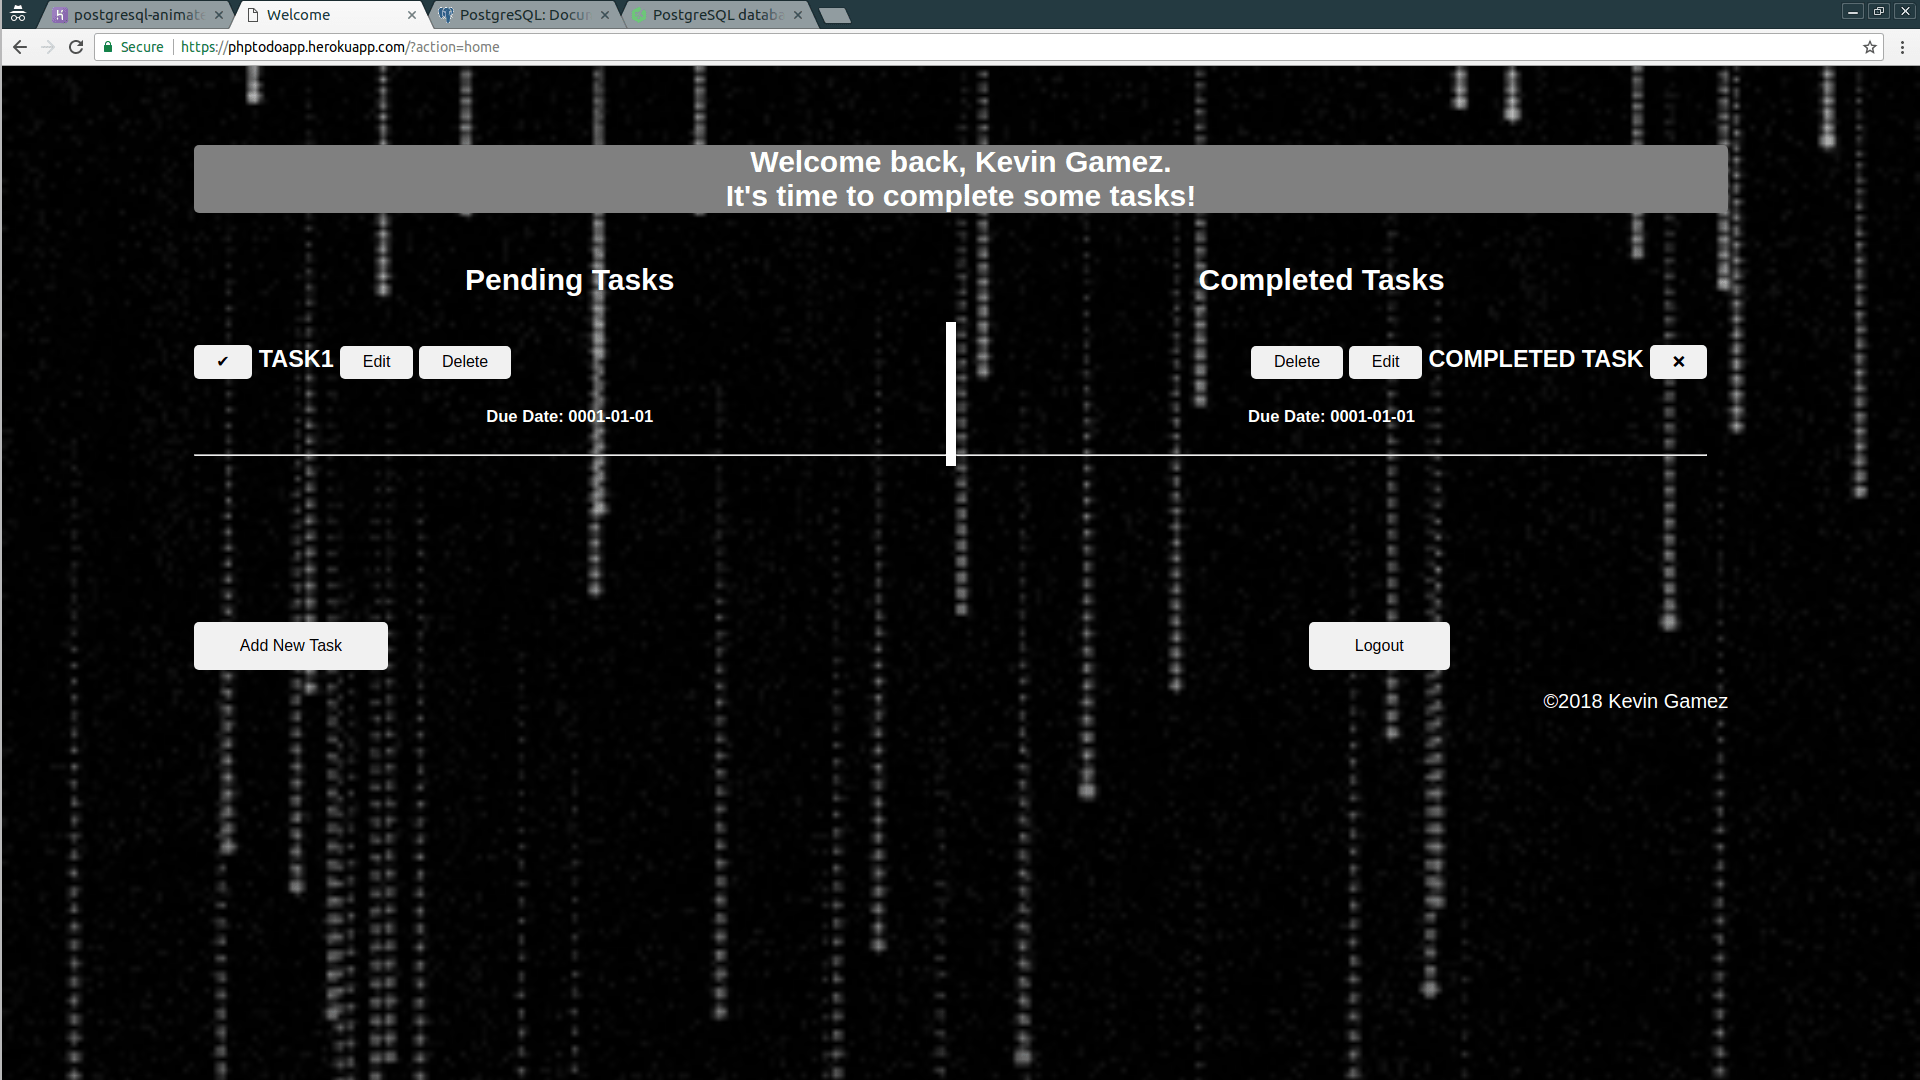 postgresql-animate
Welcome
PostgreSQL: Docu
PostgreSQL databa
Secure
https://phptodoapp.herokuapp.com/?action=home
Welcome back, Kevin Gamez.
It's time to complete some tasks!
Pending Tasks
Completed Tasks
✔ TASK1 Edit Delete
Due Date: 0001-01-01
Delete Edit COMPLETED TASK ✕
Due Date: 0001-01-01
Add New Task
Logout
©2018 Kevin Gamez